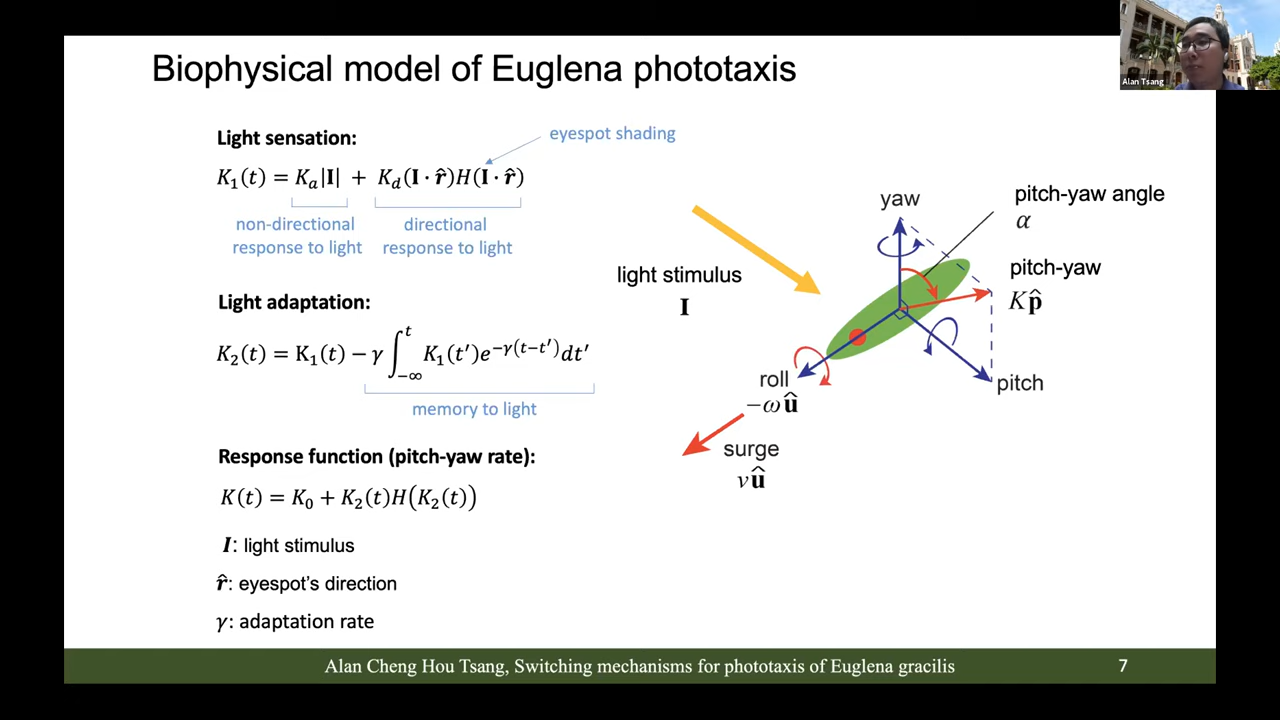 Biophysical model of Euglena phototaxis
Alan Tsang
Light sensation:
eyespot shading
K₁(t) = Kₐ|I| + K_d(I · r̂)H(I · r̂)
non-directional
response to light
directional
response to light
Light adaptation:
K₂(t) = K₁(t) − γ ∫_{−∞}^{t} K₁(t′)e^{−γ(t−t′)}dt′
memory to light
Response function (pitch-yaw rate):
K(t) = K₀ + K₂(t)H(K₂(t))
I: light stimulus
r̂: eyespot's direction
γ: adaptation rate
light stimulus
I
yaw
pitch-yaw angle
α
pitch-yaw
Kp̂
pitch
roll
−ωû
surge
vû
Alan Cheng Hou Tsang, Switching mechanisms for phototaxis of Euglena gracilis
7